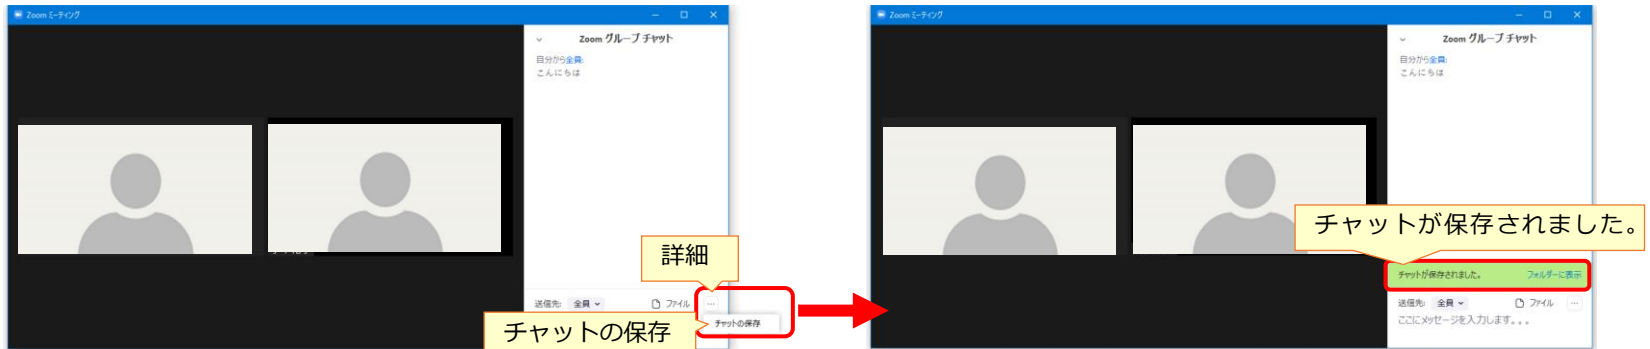 Zoom ミーティング
Zoom グループ チャット
自分から全員:
こんにちは
詳細
送信先: 全員 ファイル ...
チャットの保存
チャットの保存
Zoom ミーティング
Zoom グループ チャット
自分から全員:
こんにちは
チャットが保存されました。
チャットが保存されました。 フォルダーに表示
送信先: 全員 ファイル ...
ここにメッセージを入力します。。。